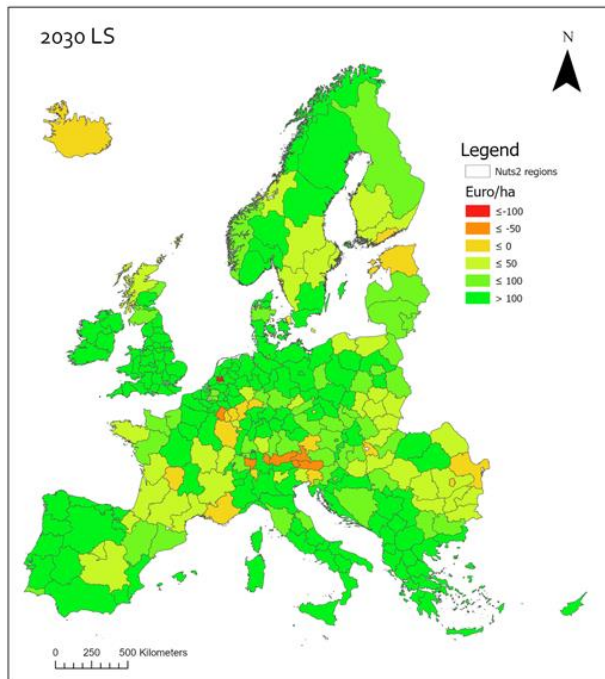 2030 LS
N
Legend
Nuts2 regions
Euro/ha
≤-100
≤ -50
≤ 0
≤ 50
≤ 100
> 100
0 250 500 Kilometers